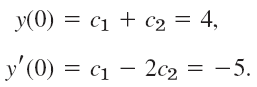 y(0) = c₁ + c₂ = 4,
y′(0) = c₁ − 2c₂ = −5.